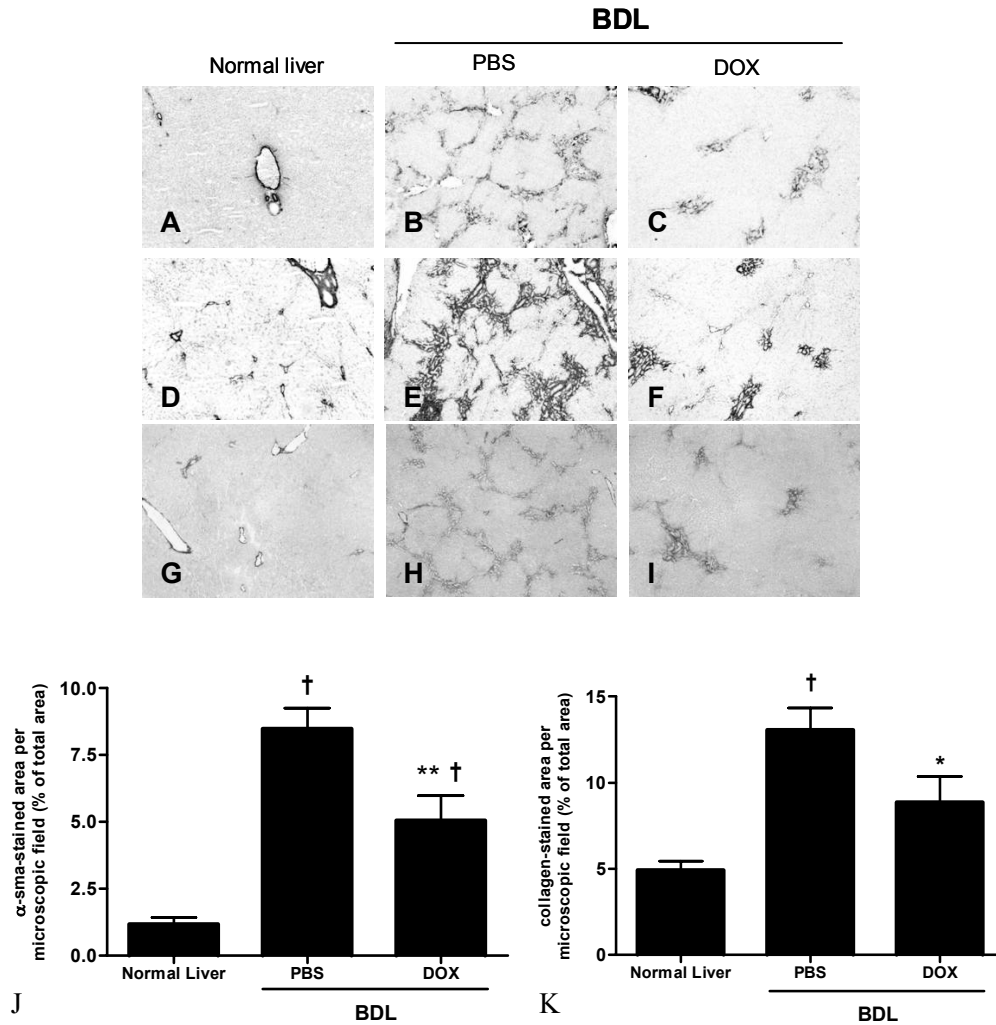 BDL
Normal liver PBS DOX
A B C
D E F
G H I
α-sma-stained area per
microscopic field (% of total area)
10.0
7.5
5.0
2.5
0.0
†
** †
Normal Liver PBS DOX
BDL
J
collagen-stained area per
microscopic field (% of total area)
15
10
5
0
†
*
Normal Liver PBS DOX
BDL
K